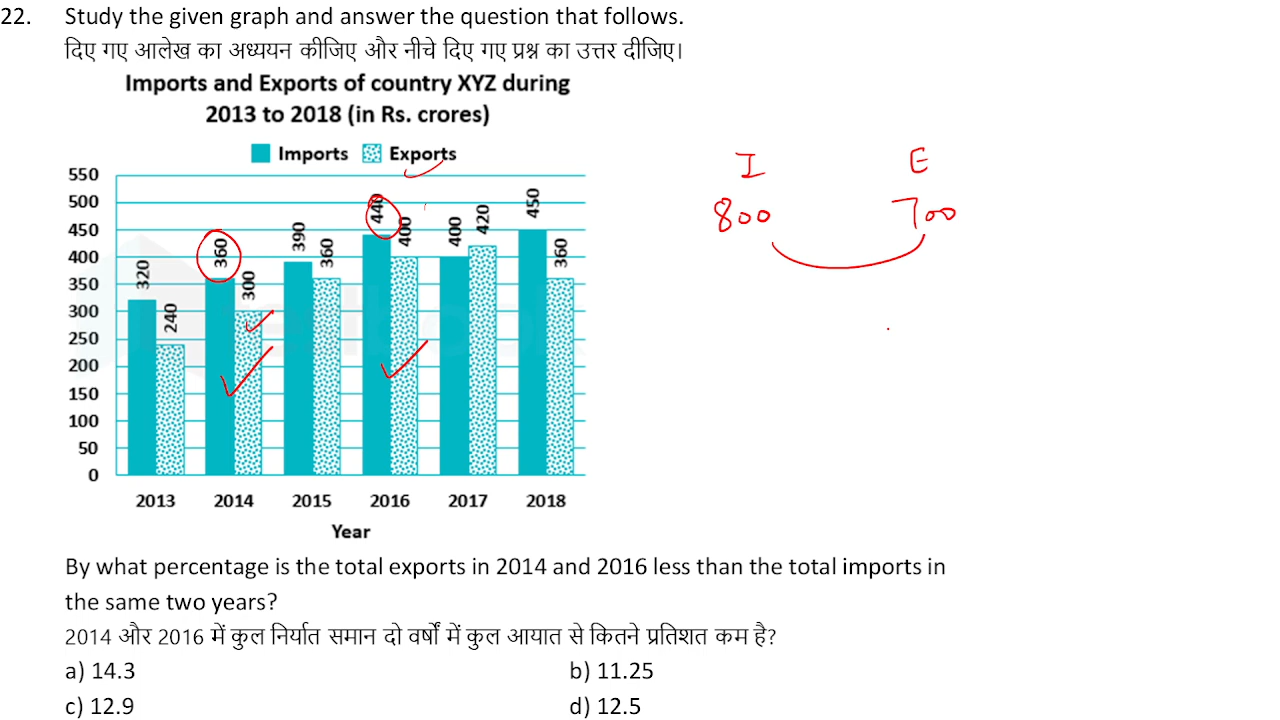 22. Study the given graph and answer the question that follows.
दिए गए आलेख का अध्ययन कीजिए और नीचे दिए गए प्रश्न का उत्तर दीजिए।
Imports and Exports of country XYZ during
2013 to 2018 (in Rs. crores)
Imports Exports
I E
800 700
550
500
450
400
350
300
250
200
150
100
50
0
320 240 360 300 390 360 440 400 400 420 450 360
2013 2014 2015 2016 2017 2018
Year
By what percentage is the total exports in 2014 and 2016 less than the total imports in
the same two years?
2014 और 2016 में कुल निर्यात समान दो वर्षों में कुल आयात से कितने प्रतिशत कम है?
a) 14.3 b) 11.25
c) 12.9 d) 12.5